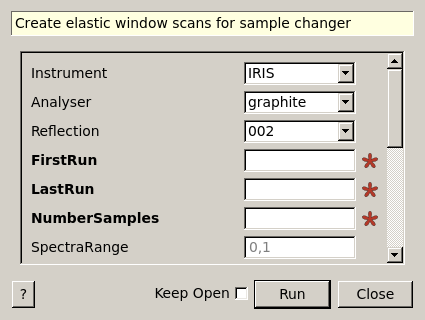 Create elastic window scans for sample changer
Instrument IRIS
Analyser graphite
Reflection 002
FirstRun *
LastRun *
NumberSamples *
SpectraRange 0,1
? Keep Open Run Close